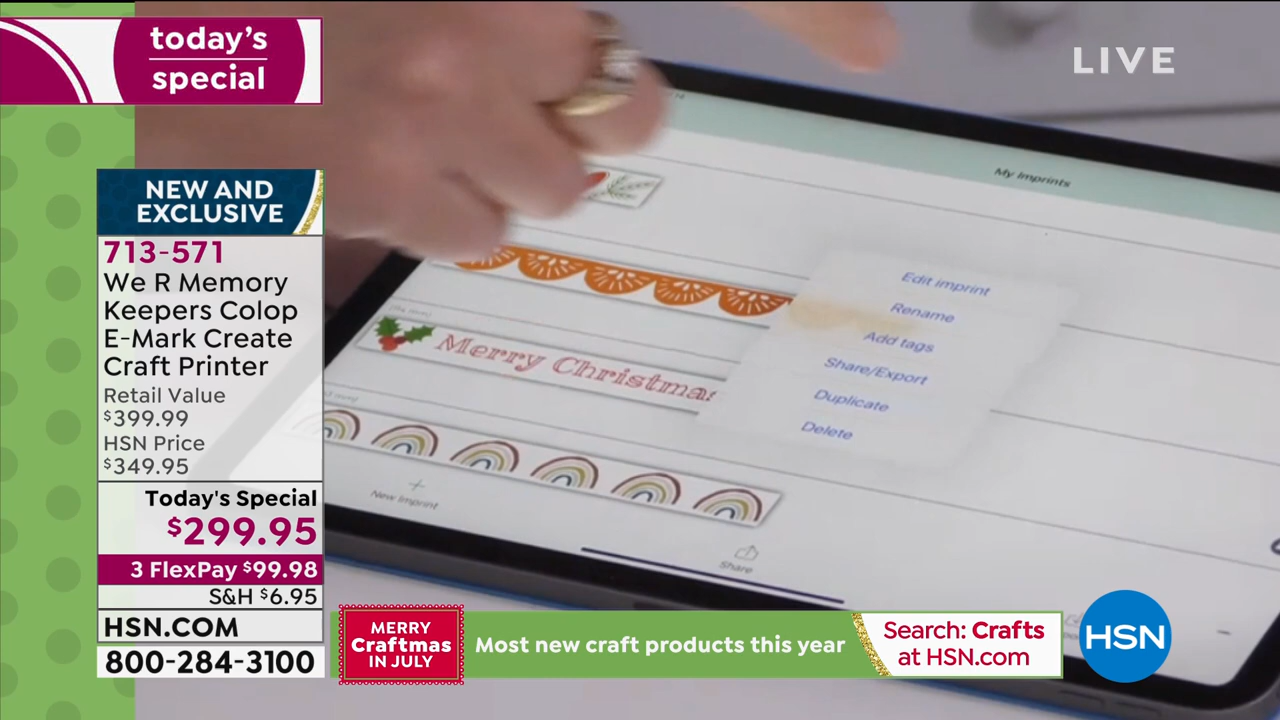 today's
special
LIVE
NEW AND
EXCLUSIVE
713-571
We R Memory
Keepers Colop
E-Mark Create
Craft Printer
Retail Value
$399.99
HSN Price
$349.95
Today's Special
$299.95
3 FlexPay $99.98
S&H $6.95
HSN.COM
800-284-3100
My Imprints
Edit imprint
Rename
Add tags
Share/Export
Duplicate
Delete
Merry Christmas
New Imprint
Share
MERRY
Craftmas
IN JULY
Most new craft products this year
Search: Crafts
at HSN.com
HSN